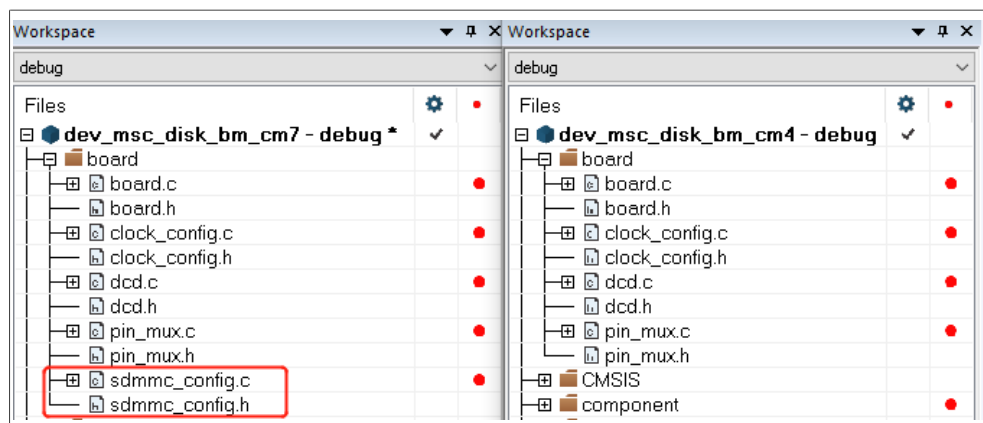 Workspace
debug
Files
dev_msc_disk_bm_cm7 - debug *
board
board.c
board.h
clock_config.c
clock_config.h
dcd.c
dcd.h
pin_mux.c
pin_mux.h
sdmmc_config.c
sdmmc_config.h
Workspace
debug
Files
dev_msc_disk_bm_cm4 - debug
board
board.c
board.h
clock_config.c
clock_config.h
dcd.c
dcd.h
pin_mux.c
pin_mux.h
CMSIS
component